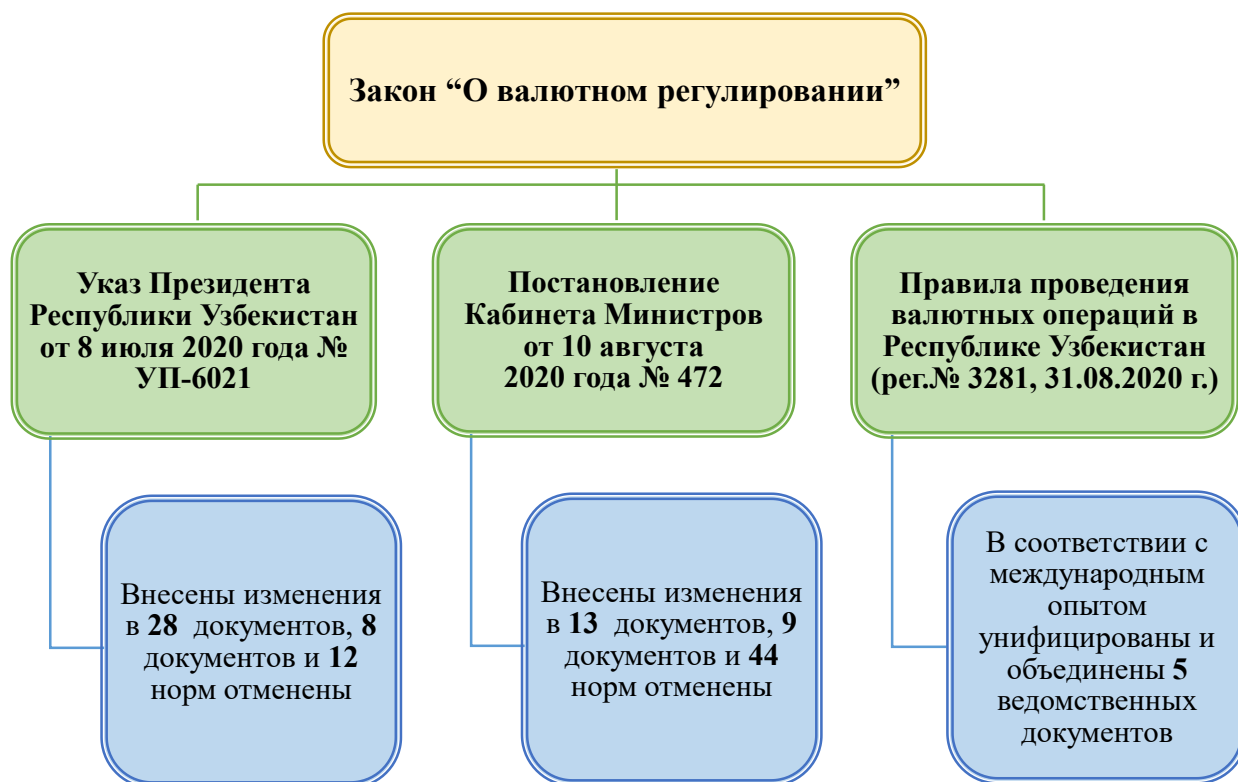 Закон “О валютном регулировании”
Указ Президента
Республики Узбекистан
от 8 июля 2020 года №
УП-6021
Постановление
Кабинета Министров
от 10 августа
2020 года № 472
Правила проведения
валютных операций в
Республике Узбекистан
(рег.№ 3281, 31.08.2020 г.)
Внесены изменения
в 28 документов, 8
документов и 12
норм отменены
Внесены изменения
в 13 документов, 9
документов и 44
норм отменены
В соответствии с
международным
опытом
унифицированы и
объединены 5
ведомственных
документов